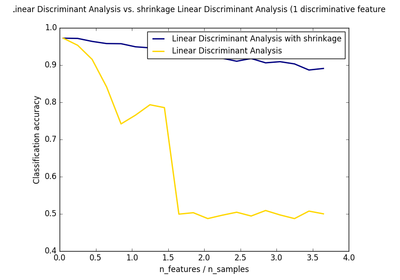 .inear Discriminant Analysis vs. shrinkage Linear Discriminant Analysis (1 discriminative feature
1.0
0.9
0.8
0.7
0.6
0.5
0.4
Classification accuracy
Linear Discriminant Analysis with shrinkage
Linear Discriminant Analysis
0.0 0.5 1.0 1.5 2.0 2.5 3.0 3.5 4.0
n_features / n_samples